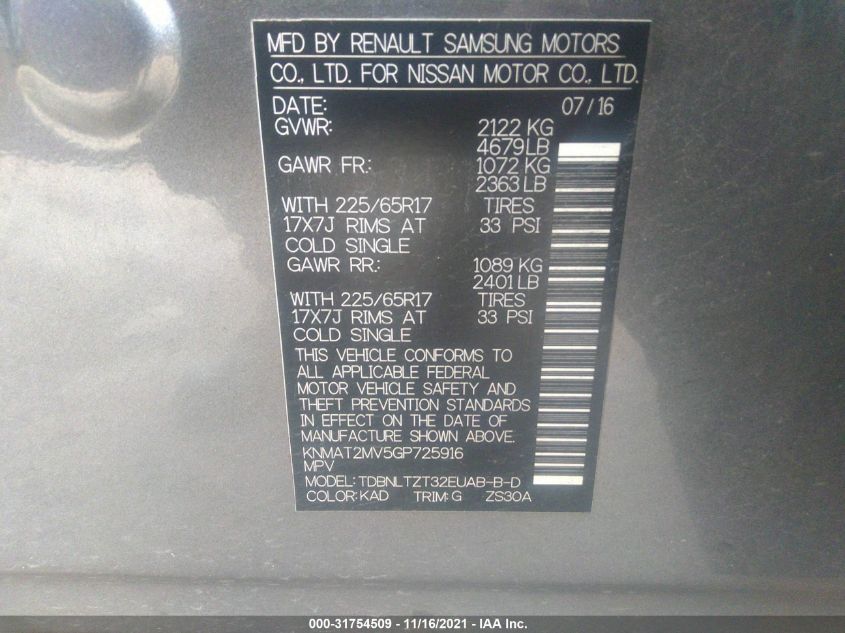 MFD BY RENAULT SAMSUNG MOTORS
CO., LTD. FOR NISSAN MOTOR CO., LTD.
DATE: 07/16
GVWR: 2122 KG
4679 LB
GAWR FR.: 1072 KG
2363 LB
WITH 225/65R17 TIRES
17X7J RIMS AT 33 PSI
COLD SINGLE
GAWR RR.: 1089 KG
2401 LB
WITH 225/65R17 TIRES
17X7J RIMS AT 33 PSI
COLD SINGLE
THIS VEHICLE CONFORMS TO
ALL APPLICABLE FEDERAL
MOTOR VEHICLE SAFETY AND
THEFT PREVENTION STANDARDS
IN EFFECT ON THE DATE OF
MANUFACTURE SHOWN ABOVE.
KNMAT2MV5GP725916
MPV
MODEL: TDBNLTZT32EUAB-B-D
COLOR: KAD TRIM: G ZS30A
000-31754509 - 11/16/2021 - IAA Inc.